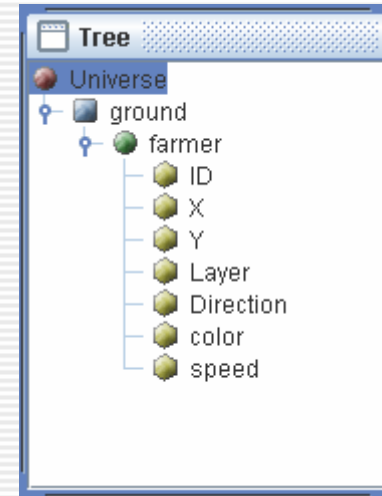 Tree
Universe
ground
farmer
ID
X
Y
Layer
Direction
color
speed